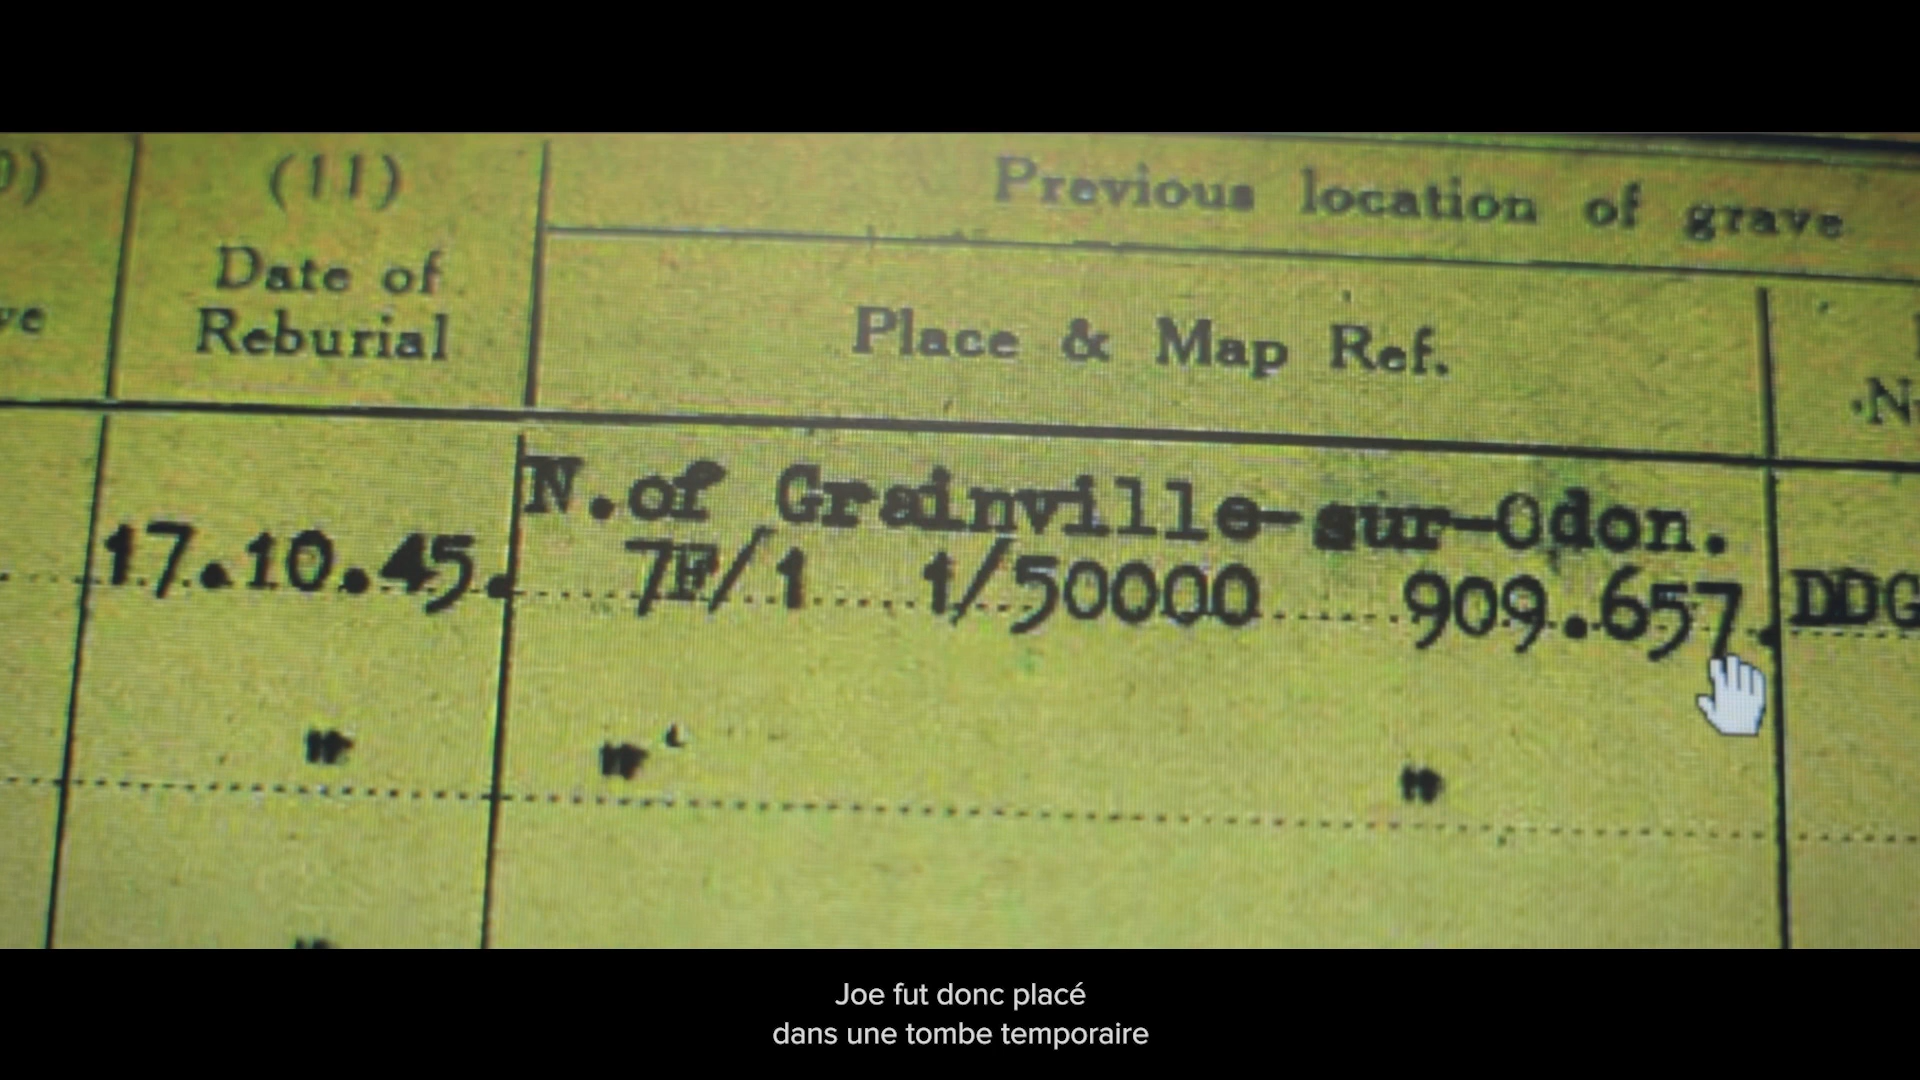 (11)
Previous location of grave
Date of
Reburial
Place & Map Ref.
N.of Grainville-sur-Odon.
17.10.45. 7F/1 1/50000 909.657. DDG
" " "
Joe fut donc placé
dans une tombe temporaire